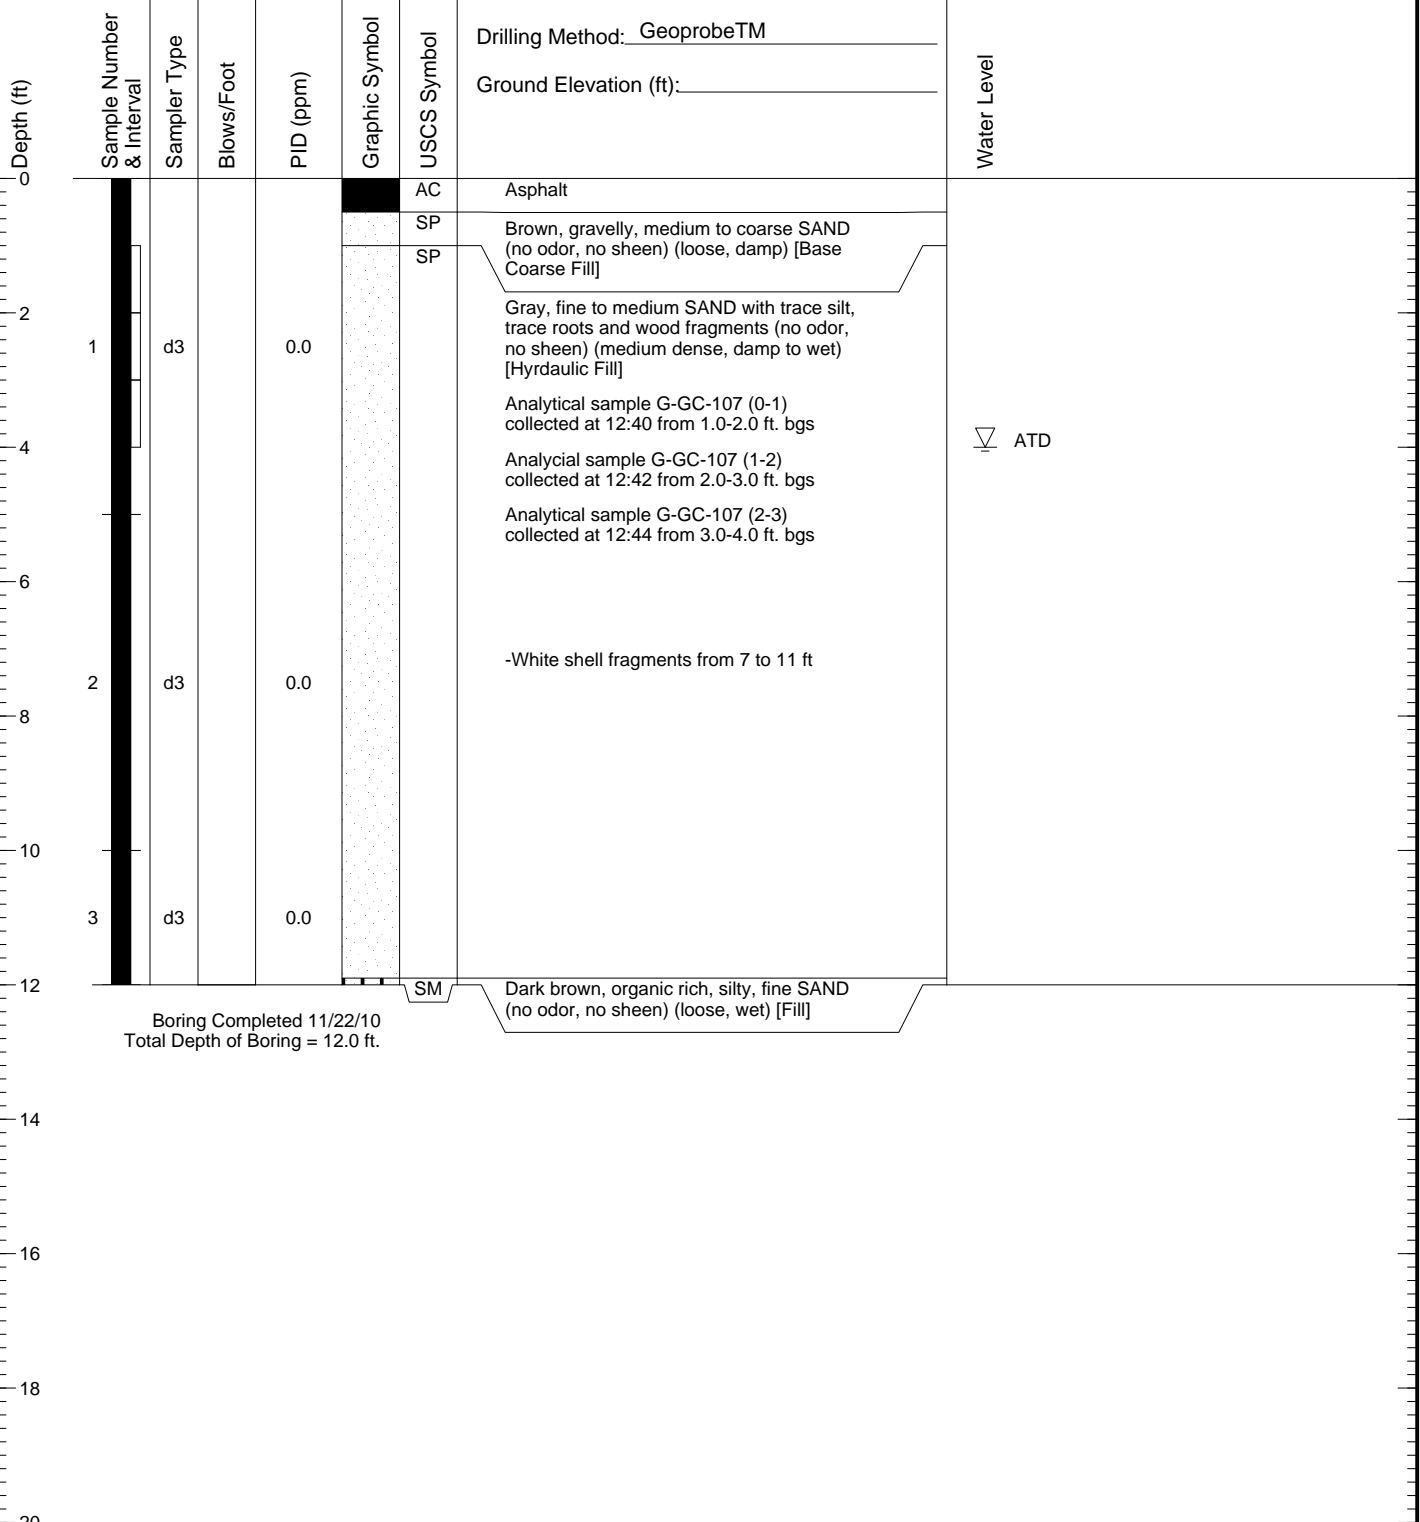 Drilling Method: GeoprobeTM
Ground Elevation (ft):
Depth (ft)
Sample Number
& Interval
Sampler Type
Blows/Foot
PID (ppm)
Graphic Symbol
USCS Symbol
Water Level
0
AC
Asphalt
SP
Brown, gravelly, medium to coarse SAND
(no odor, no sheen) (loose, damp) [Base
Coarse Fill]
SP
Gray, fine to medium SAND with trace silt,
trace roots and wood fragments (no odor,
no sheen) (medium dense, damp to wet)
[Hyrdaulic Fill]
2
1
d3
0.0
Analytical sample G-GC-107 (0-1)
collected at 12:40 from 1.0-2.0 ft. bgs
4
ATD
Analycial sample G-GC-107 (1-2)
collected at 12:42 from 2.0-3.0 ft. bgs
Analytical sample G-GC-107 (2-3)
collected at 12:44 from 3.0-4.0 ft. bgs
6
-White shell fragments from 7 to 11 ft
2
d3
0.0
8
10
3
d3
0.0
12
SM
Dark brown, organic rich, silty, fine SAND
(no odor, no sheen) (loose, wet) [Fill]
Boring Completed 11/22/10
Total Depth of Boring = 12.0 ft.
14
16
18
20